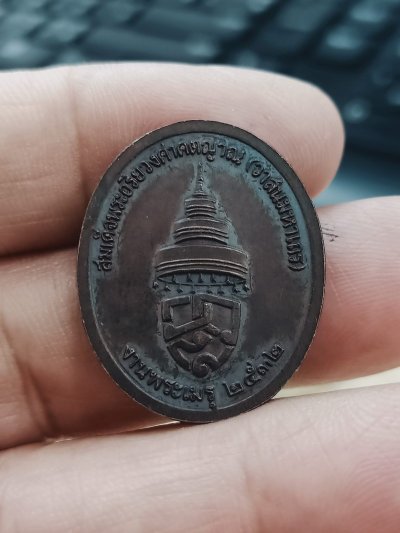 สมเด็จพระอริยวงศาคตญาณ (วาสนมหาเถร)
งานพระเมรุ ๒๕๓๒